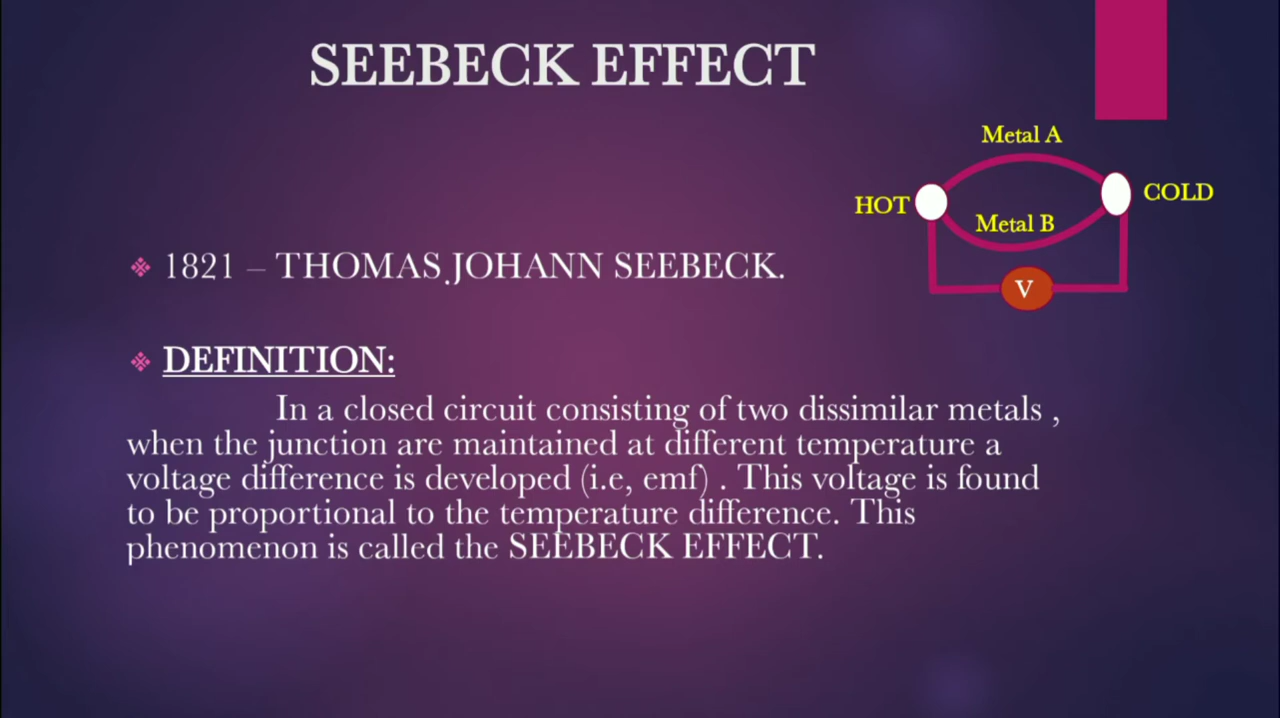 SEEBECK EFFECT
Metal A
HOT
COLD
Metal B
V
❖ 1821 – THOMAS JOHANN SEEBECK.
❖ DEFINITION:
In a closed circuit consisting of two dissimilar metals ,
when the junction are maintained at different temperature a
voltage difference is developed (i.e, emf) . This voltage is found
to be proportional to the temperature difference. This
phenomenon is called the SEEBECK EFFECT.